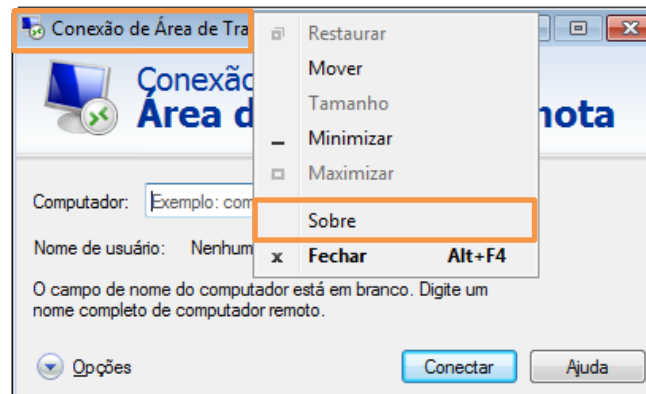 Conexão de Área de Tra
Restaurar
Mover
Tamanho
Minimizar
Maximizar
Sobre
Fechar Alt+F4
Conexão
Área d
nota
Computador: Exemplo: com
Nome de usuário: Nenhum
O campo de nome do computador está em branco. Digite um
nome completo de computador remoto.
Opções Conectar Ajuda